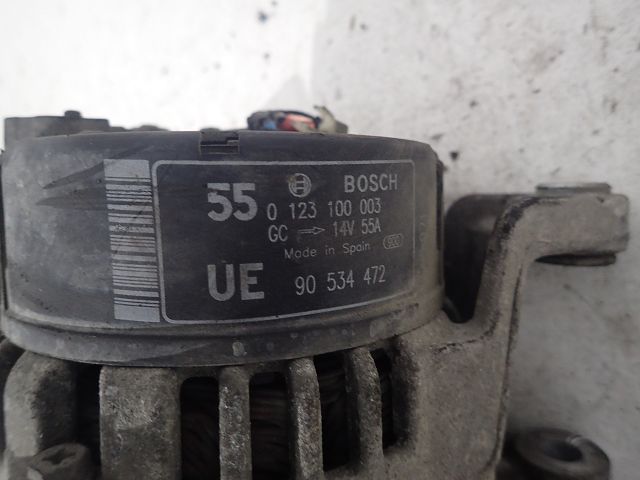 55 BOSCH
0 123 100 003
GC 14V 55A
Made in Spain
UE 90 534 472